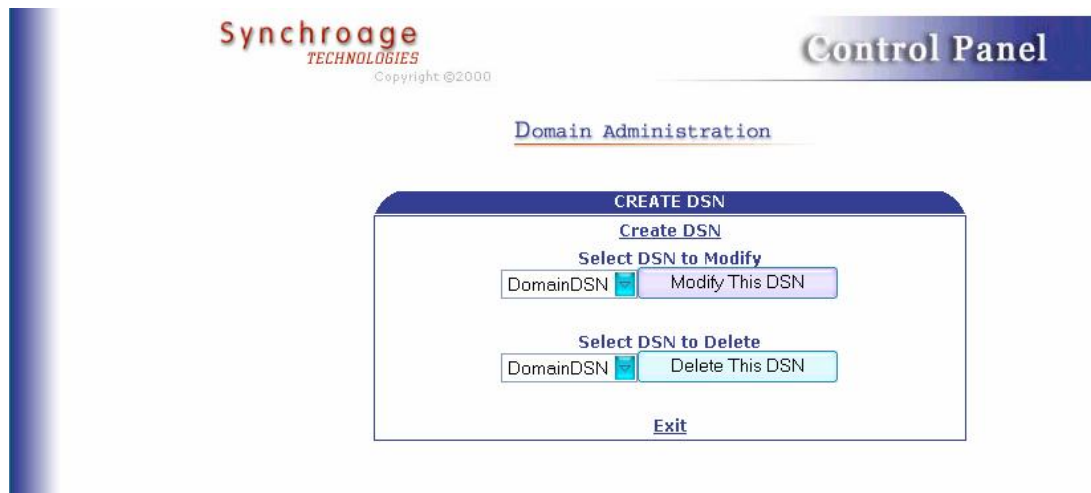 Synchroage
TECHNOLOGIES
Copyright ©2000
Control Panel
Domain Administration
CREATE DSN
Create DSN
Select DSN to Modify
DomainDSN Modify This DSN
Select DSN to Delete
DomainDSN Delete This DSN
Exit